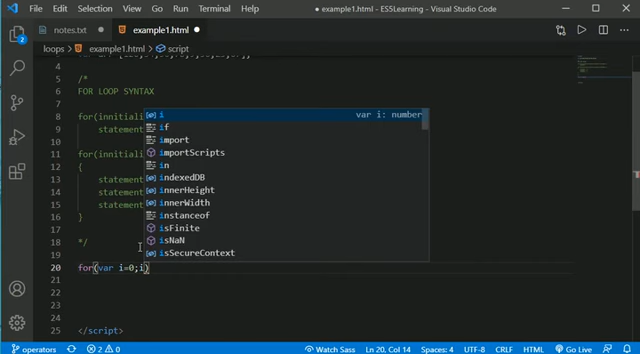 File Edit Selection View Go Run Terminal Help example1.html - ES5Learning - Visual Studio Code
notes.txt example1.html
loops > example1.html > script
4
5 /*
6 FOR LOOP SYNTAX
7
8 for(innitiali
9 statement
10
11 for(innitiali
12 {
13 statement
14 statement
15 statement
16 }
17
18 */
19
20 for(var i=0;i)
21
22
23
24
25 </script>
i var i: number
if
import
importScripts
in
indexedDB
innerHeight
innerWidth
instanceof
isFinite
isNaN
isSecureContext
operators 2 0 Watch Sass Ln 20, Col 14 Spaces: 4 UTF-8 CRLF HTML Go Live